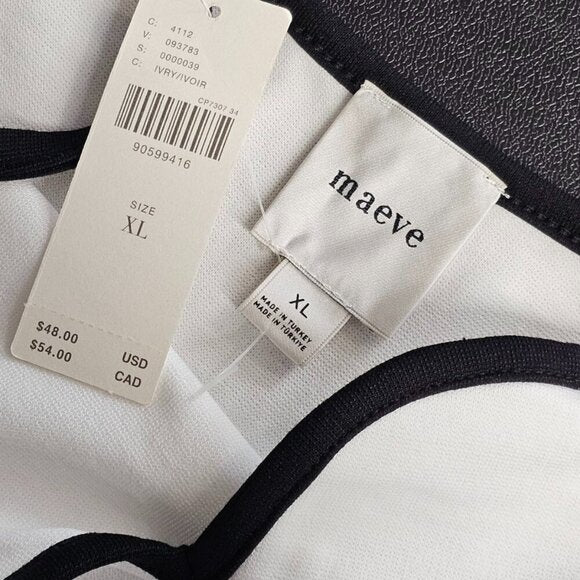 C: 4112
V: 093783
S: 0000039
C: IVRY/IVOIR
CP7307 34
90599416
SIZE
XL
$48.00 USD
$54.00 CAD
maeve
XL
MADE IN TURKEY
MADE IN TÜRKİYE